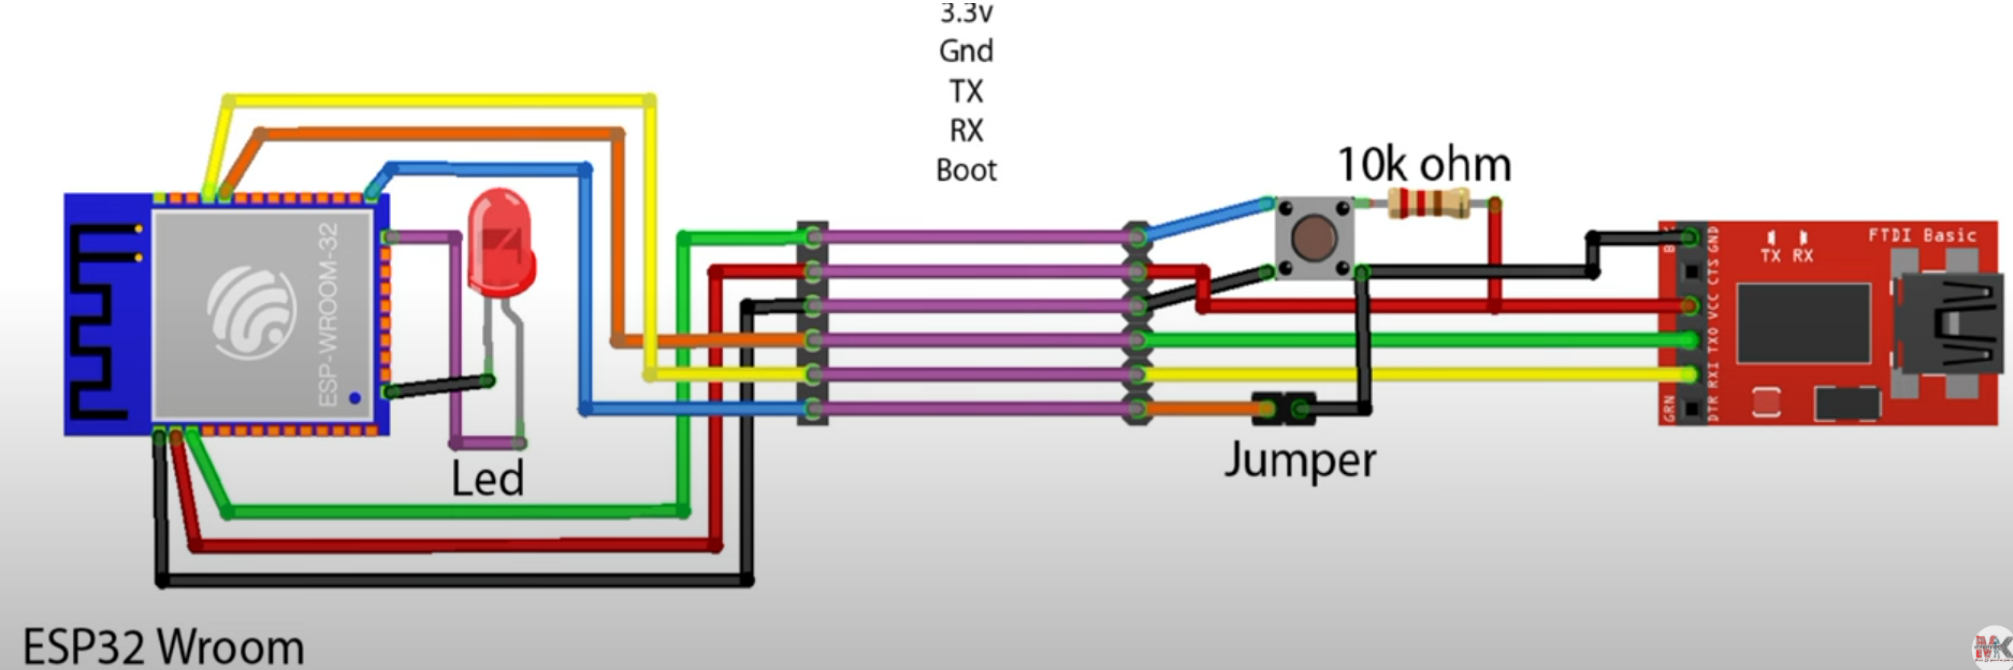 3.3v
Gnd
TX
RX
Boot
10k ohm
ESP-WROOM-32
Led
Jumper
FTDI Basic
TX RX
GND
CTS
VCC
TXO
RXI
DTR
GRN
ESP32 Wroom